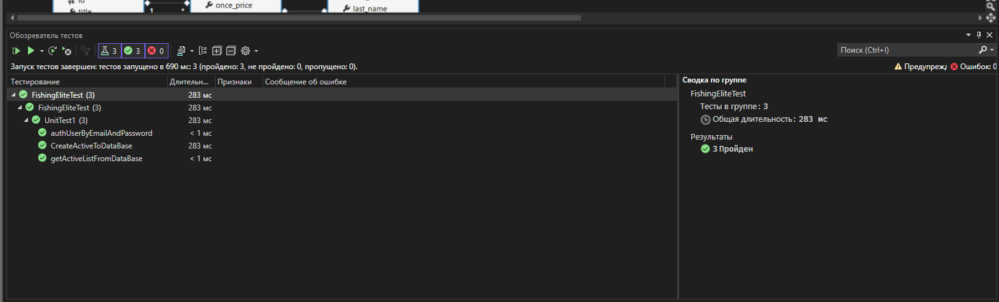 id
once_price
title
1
*
last_name
Обозреватель тестов
3
3
0
Поиск (Ctrl+I)
Запуск тестов завершен: тестов запущено в 690 мс: 3 (пройдено: 3, не пройдено: 0, пропущено: 0).
Предупрежд
Ошибок: 0
Тестирование Длительн... Признаки Сообщение об ошибке
FishingEliteTest (3) 283 мс
FishingEliteTest (3) 283 мс
UnitTest1 (3) 283 мс
authUserByEmailAndPassword < 1 мс
CreateActiveToDataBase 283 мс
getActiveListFromDataBase < 1 мс
Сводка по группе
FishingEliteTest
Тесты в группе: 3
Общая длительность: 283 мс
Результаты
3 Пройден